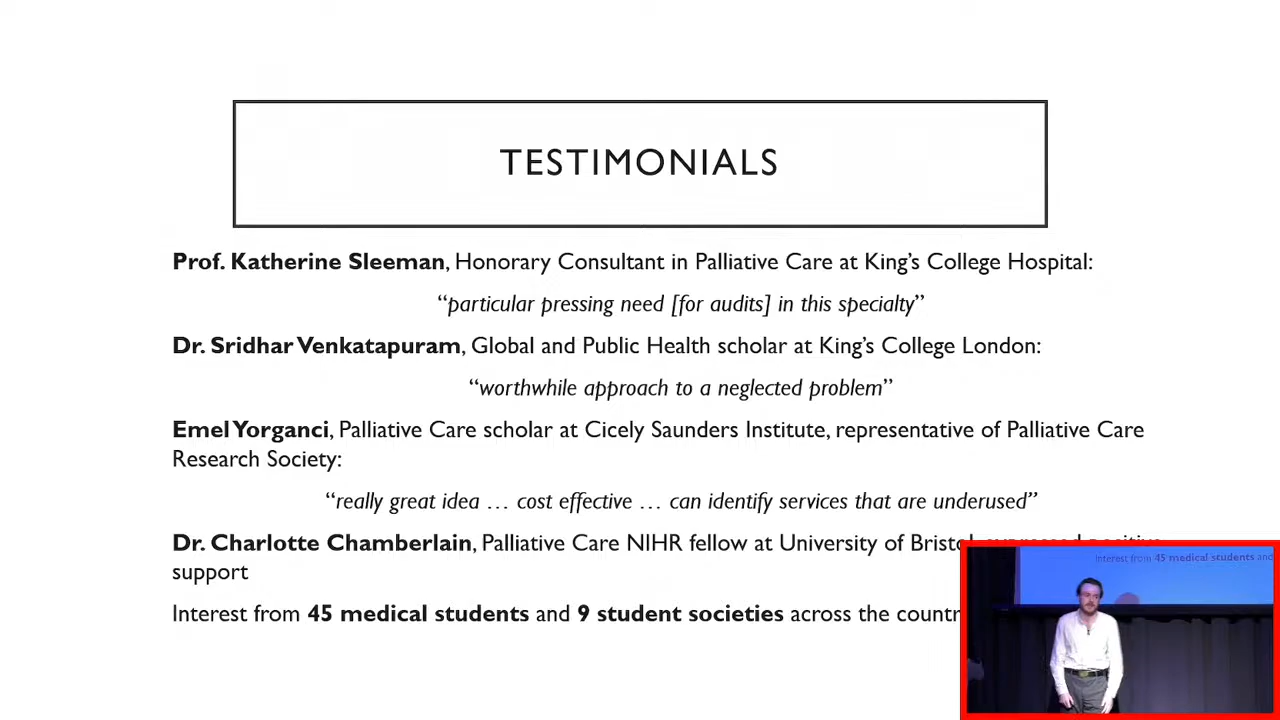 TESTIMONIALS
Prof. Katherine Sleeman, Honorary Consultant in Palliative Care at King's College Hospital:
“particular pressing need [for audits] in this specialty”
Dr. Sridhar Venkatapuram, Global and Public Health scholar at King's College London:
“worthwhile approach to a neglected problem”
Emel Yorganci, Palliative Care scholar at Cicely Saunders Institute, representative of Palliative Care
Research Society:
“really great idea … cost effective … can identify services that are underused”
Dr. Charlotte Chamberlain, Palliative Care NIHR fellow at University of
support
Interest from 45 medical students and 9 student societies across the
Interest from 45 medical students and